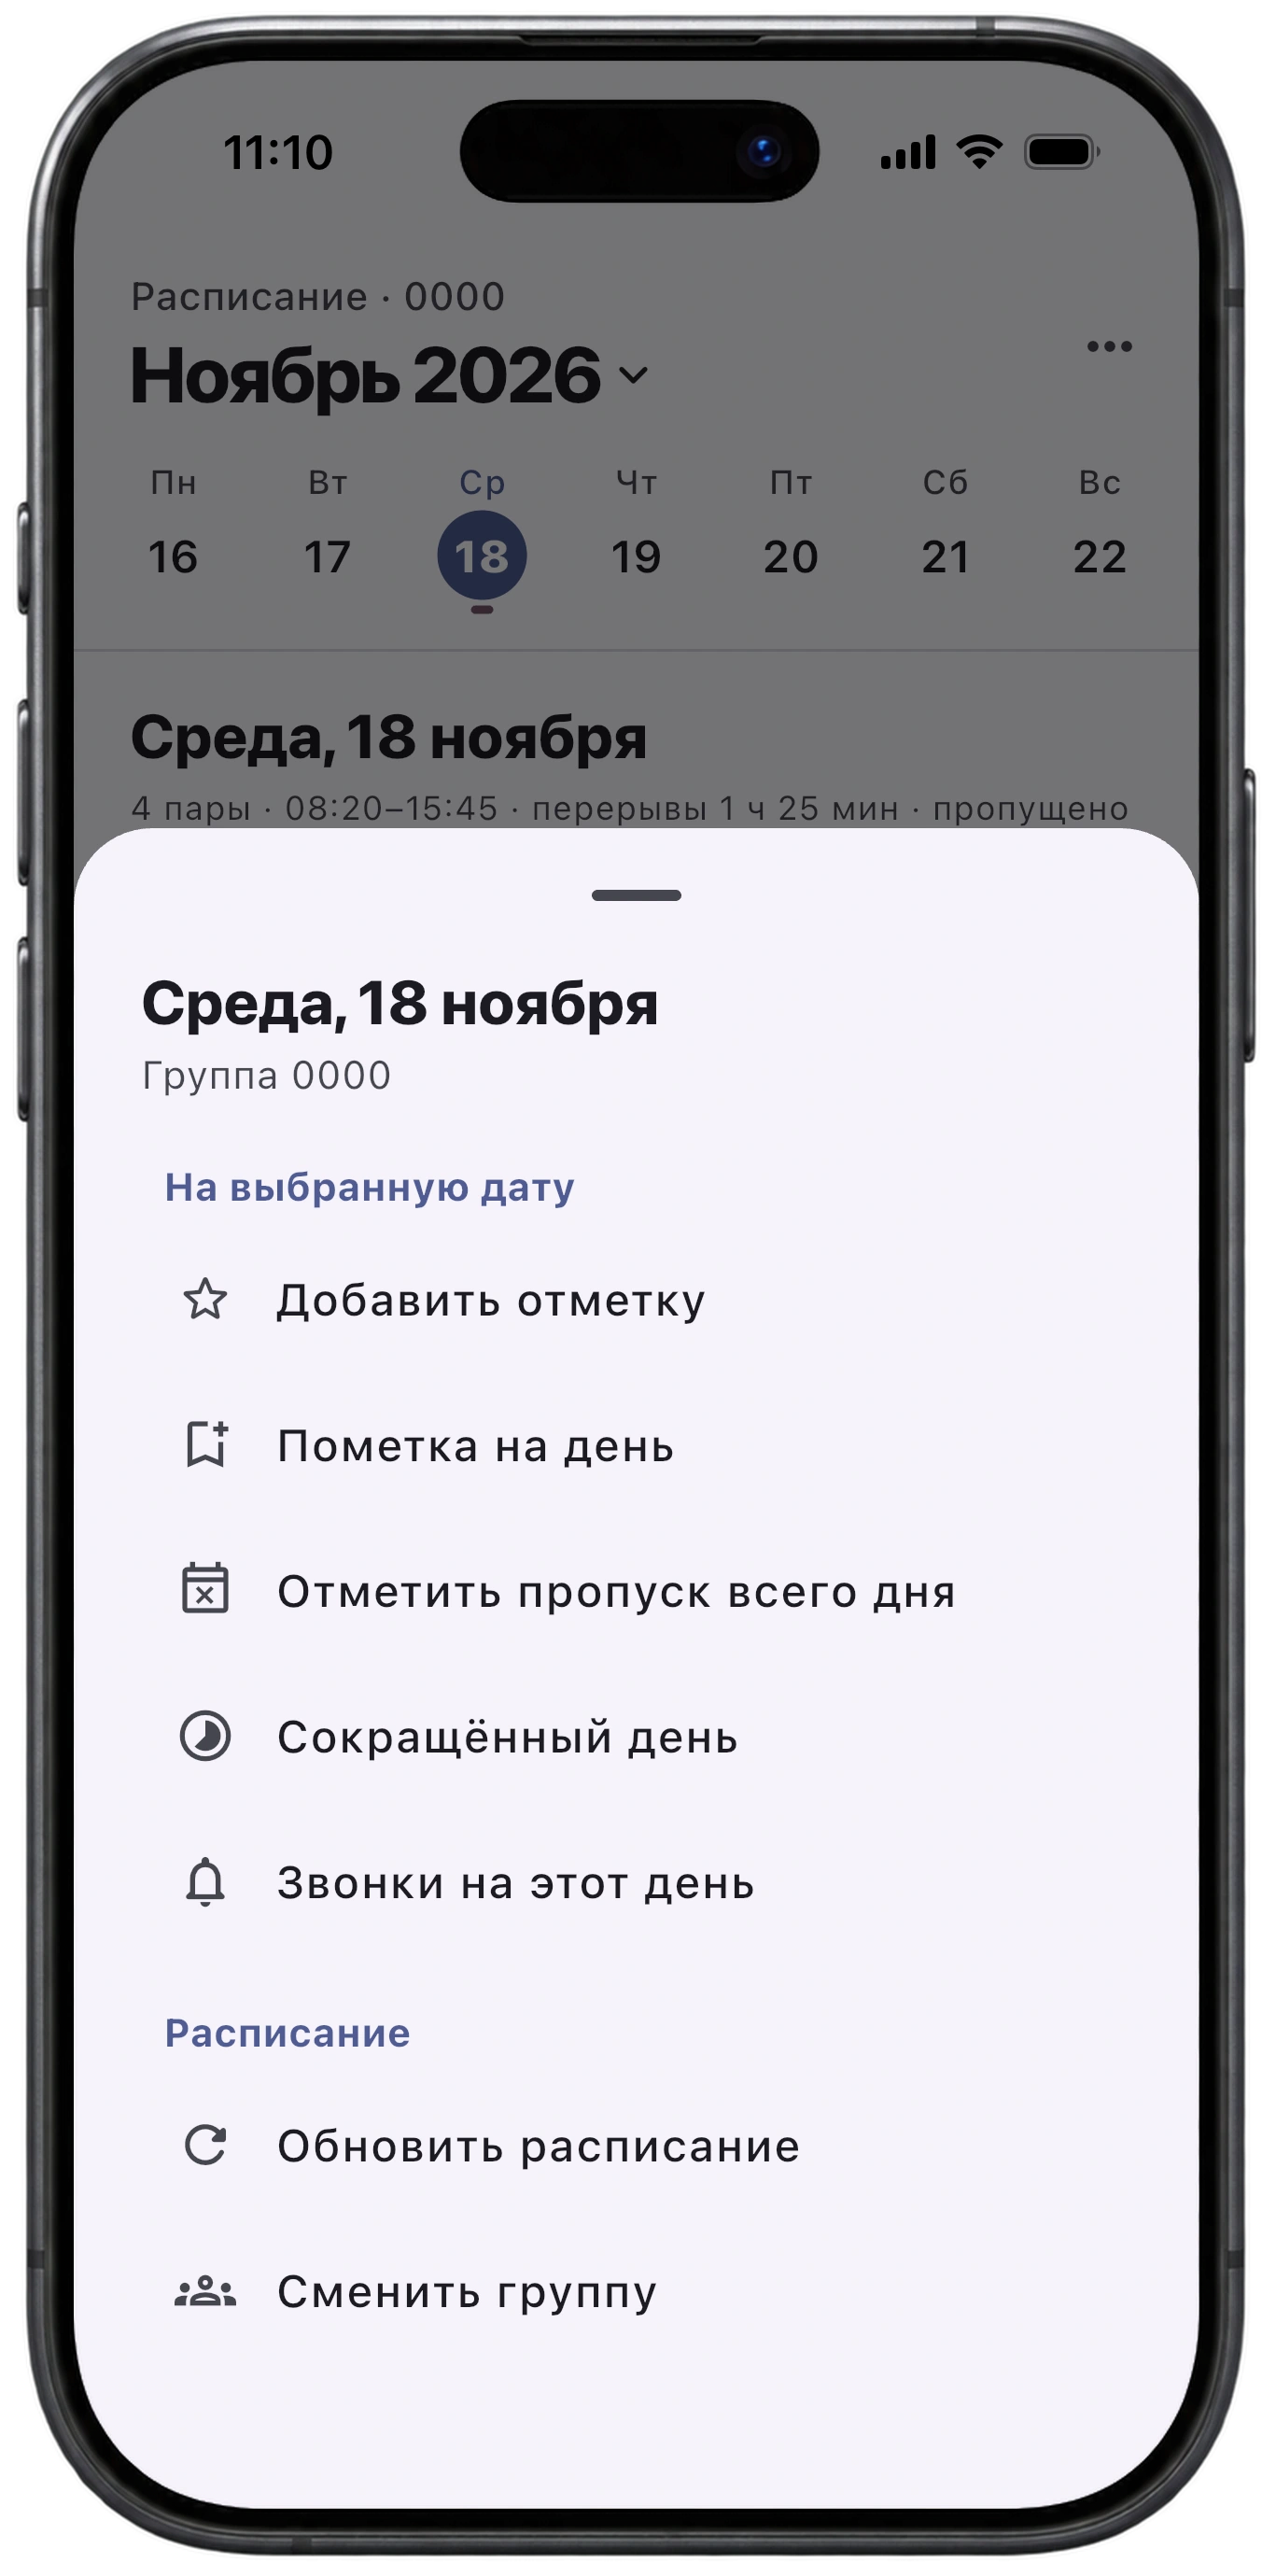 11:10
Расписание · 0000
Ноябрь 2026
Пн Вт Ср Чт Пт Сб Вс
16 17 18 19 20 21 22
Среда, 18 ноября
4 пары · 08:20–15:45 · перерывы 1 ч 25 мин · пропущено
Среда, 18 ноября
Группа 0000
На выбранную дату
Добавить отметку
Пометка на день
Отметить пропуск всего дня
Сокращённый день
Звонки на этот день
Расписание
Обновить расписание
Сменить группу